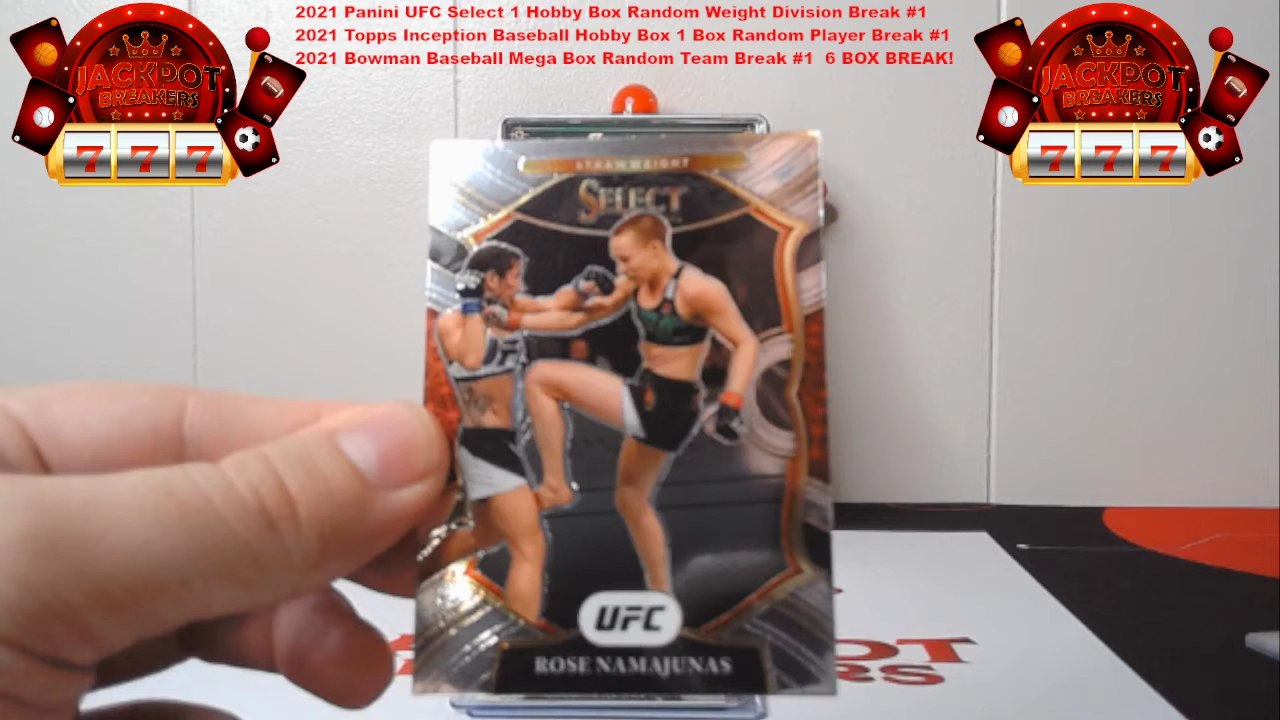 2021 Panini UFC Select 1 Hobby Box Random Weight Division Break #1
2021 Topps Inception Baseball Hobby Box 1 Box Random Player Break #1
2021 Bowman Baseball Mega Box Random Team Break #1 6 BOX BREAK!
JACKPOT
BREAKERS
777
JACKPOT
BREAKERS
777
STRAWWEIGHT
SELECT
UFC
ROSE NAMAJUNAS